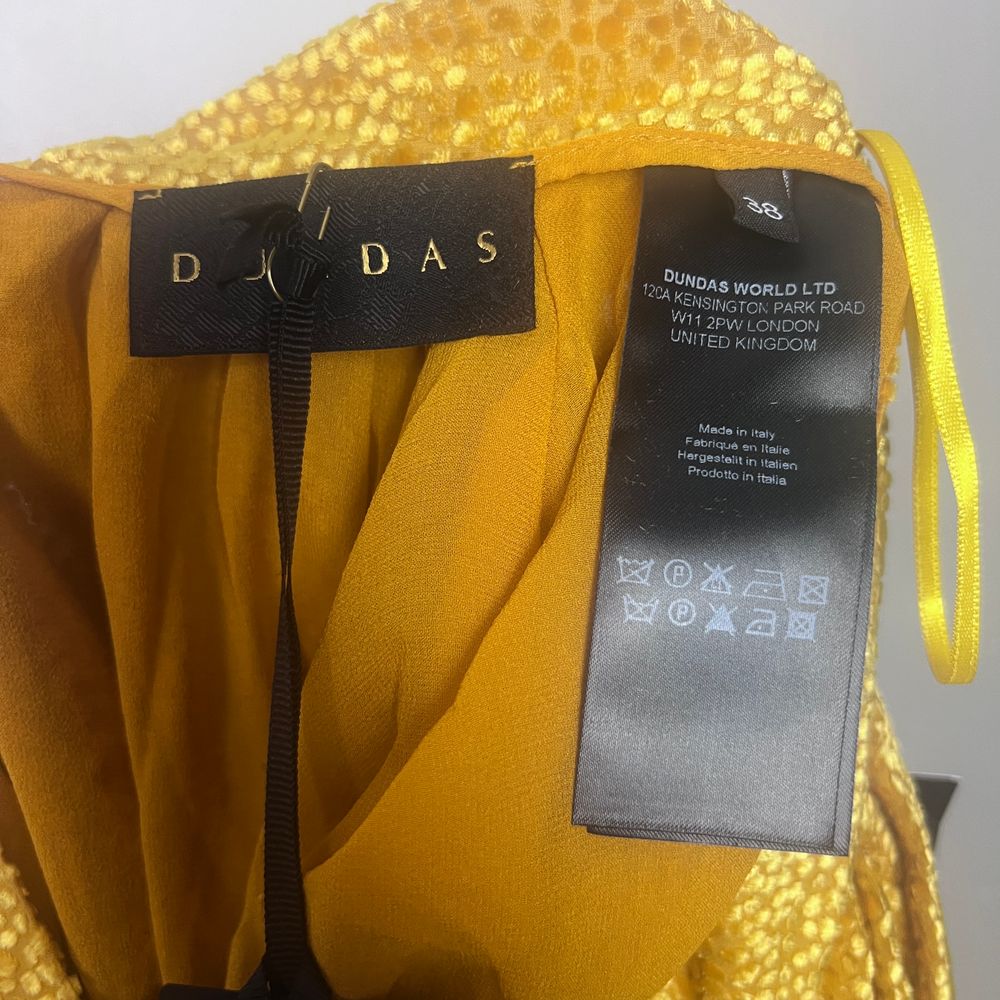 DUNDAS
38
DUNDAS WORLD LTD
120A KENSINGTON PARK ROAD
W11 2PW LONDON
UNITED KINGDOM
Made in Italy
Fabriqué en Italie
Hergestellt in Italien
Prodotto in Italia
P
P